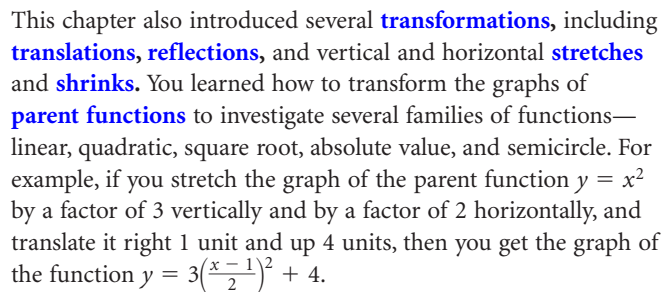 This chapter also introduced several transformations, including
translations, reflections, and vertical and horizontal stretches
and shrinks. You learned how to transform the graphs of
parent functions to investigate several families of functions—
linear, quadratic, square root, absolute value, and semicircle. For
example, if you stretch the graph of the parent function y = x²
by a factor of 3 vertically and by a factor of 2 horizontally, and
translate it right 1 unit and up 4 units, then you get the graph of
the function y = 3((x − 1)/2)² + 4.